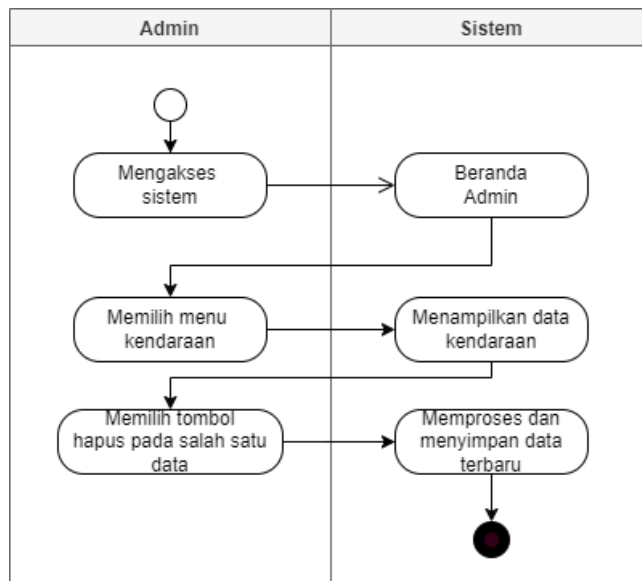 Admin
Sistem
Mengakses
sistem
Beranda
Admin
Memilih menu
kendaraan
Menampilkan data
kendaraan
Memilih tombol
hapus pada salah satu
data
Memproses dan
menyimpan data
terbaru